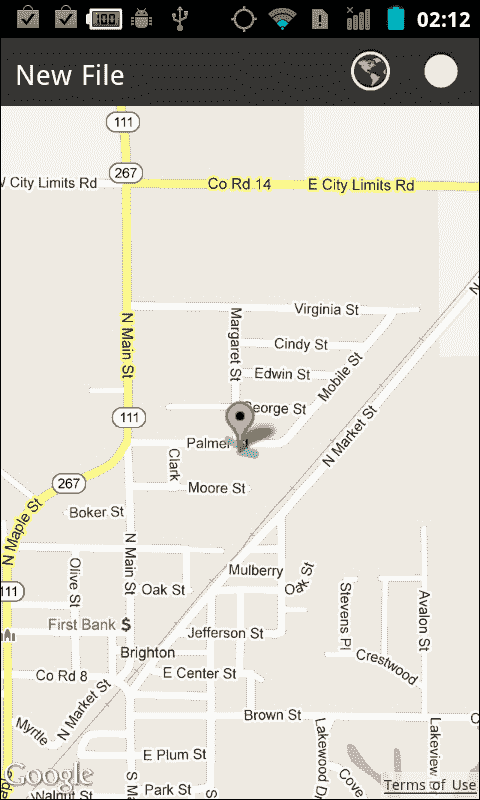 100
02:12
New File
111
267
W City Limits Rd
Co Rd 14
E City Limits Rd
Virginia St
Margaret St
N Main St
Cindy St
Edwin St
Mobile St
George St
111
N Market St
Palmer
Clark
Moore St
267
N Maple St
Boker St
N Main St
Olive St
Mulberry
Oak St
Oak St
111
Stevens Pl
Avalon St
First Bank $
Jefferson St
Brighton
Crestwood
Co Rd 8
E Center St
N Market St
Brown St
Myrtle
Lakewood Dr
Lakeview
E Plum St
Cove
Google
Terms of Use
Walnut St
Park St